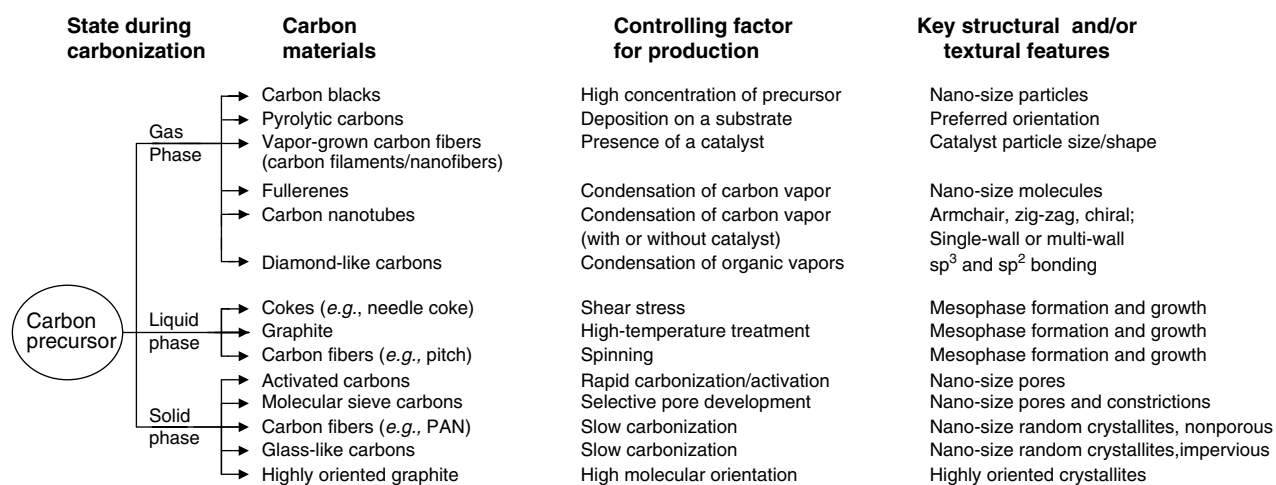 State during Carbon Controlling factor Key structural and/or
carbonization materials for production textural features
Carbon blacks High concentration of precursor Nano-size particles
Pyrolytic carbons Deposition on a substrate Preferred orientation
Gas
Phase
Vapor-grown carbon fibers Presence of a catalyst Catalyst particle size/shape
(carbon filaments/nanofibers)
Fullerenes Condensation of carbon vapor Nano-size molecules
Carbon nanotubes Condensation of carbon vapor Armchair, zig-zag, chiral;
(with or without catalyst) Single-wall or multi-wall
Diamond-like carbons Condensation of organic vapors sp3 and sp2 bonding
Carbon
precursor
Liquid
phase
Cokes (e.g., needle coke) Shear stress Mesophase formation and growth
Graphite High-temperature treatment Mesophase formation and growth
Carbon fibers (e.g., pitch) Spinning Mesophase formation and growth
Solid
phase
Activated carbons Rapid carbonization/activation Nano-size pores
Molecular sieve carbons Selective pore development Nano-size pores and constrictions
Carbon fibers (e.g., PAN) Slow carbonization Nano-size random crystallites, nonporous
Glass-like carbons Slow carbonization Nano-size random crystallites,impervious
Highly oriented graphite High molecular orientation Highly oriented crystallites